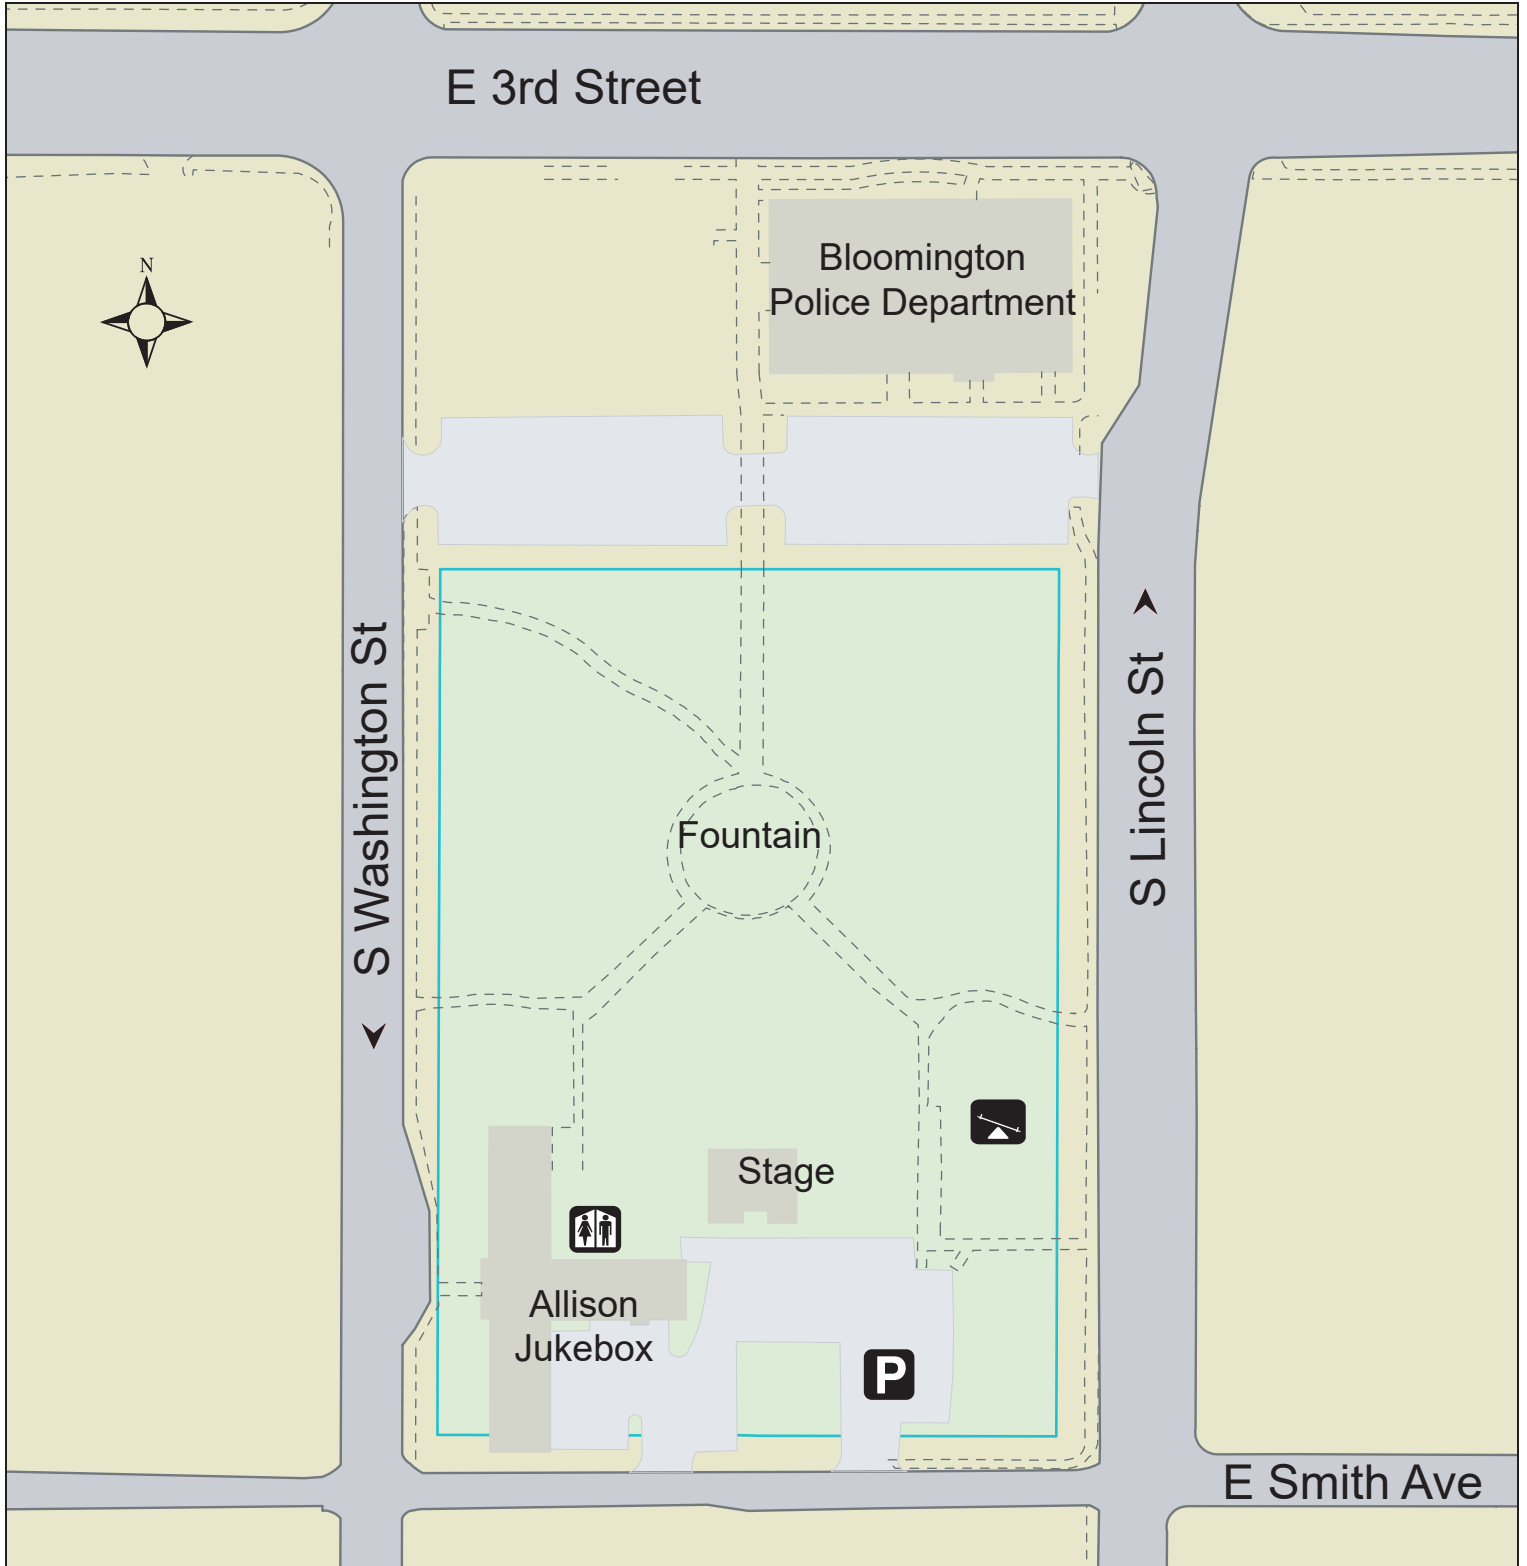 E 3rd Street
Bloomington
Police Department
N
S Washington St
S Lincoln St
Fountain
Stage
Allison
Jukebox
P
E Smith Ave